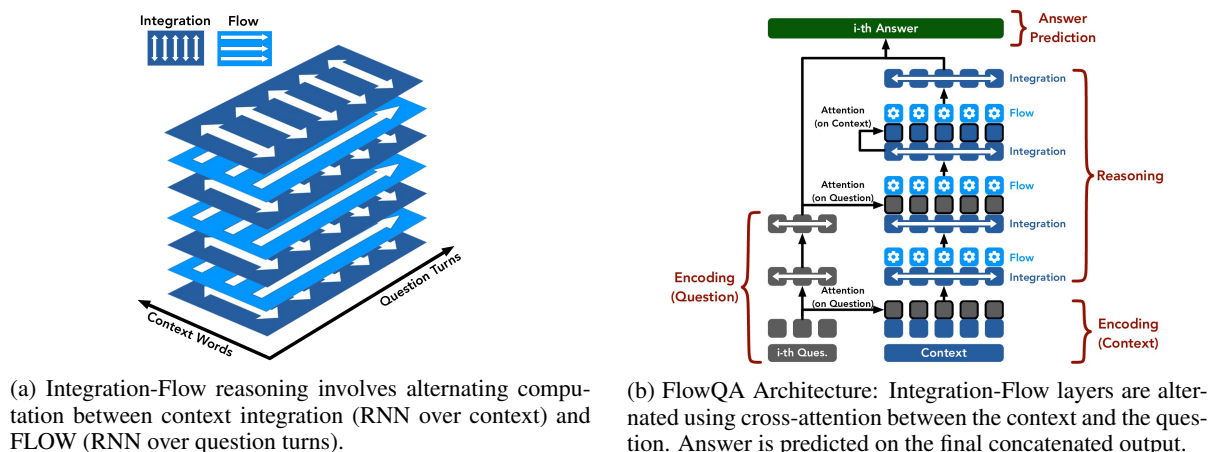 Integration Flow
Question Turns
Context Words
(a) Integration-Flow reasoning involves alternating compu-
tation between context integration (RNN over context) and
FLOW (RNN over question turns).
i-th Answer
Answer
Prediction
Integration
Attention
(on Context)
Flow
Integration
Reasoning
Attention
(on Question)
Flow
Integration
Encoding
(Question)
Flow
Integration
Attention
(on Question)
Encoding
(Context)
i-th Ques.
Context
(b) FlowQA Architecture: Integration-Flow layers are alter-
nated using cross-attention between the context and the ques-
tion. Answer is predicted on the final concatenated output.